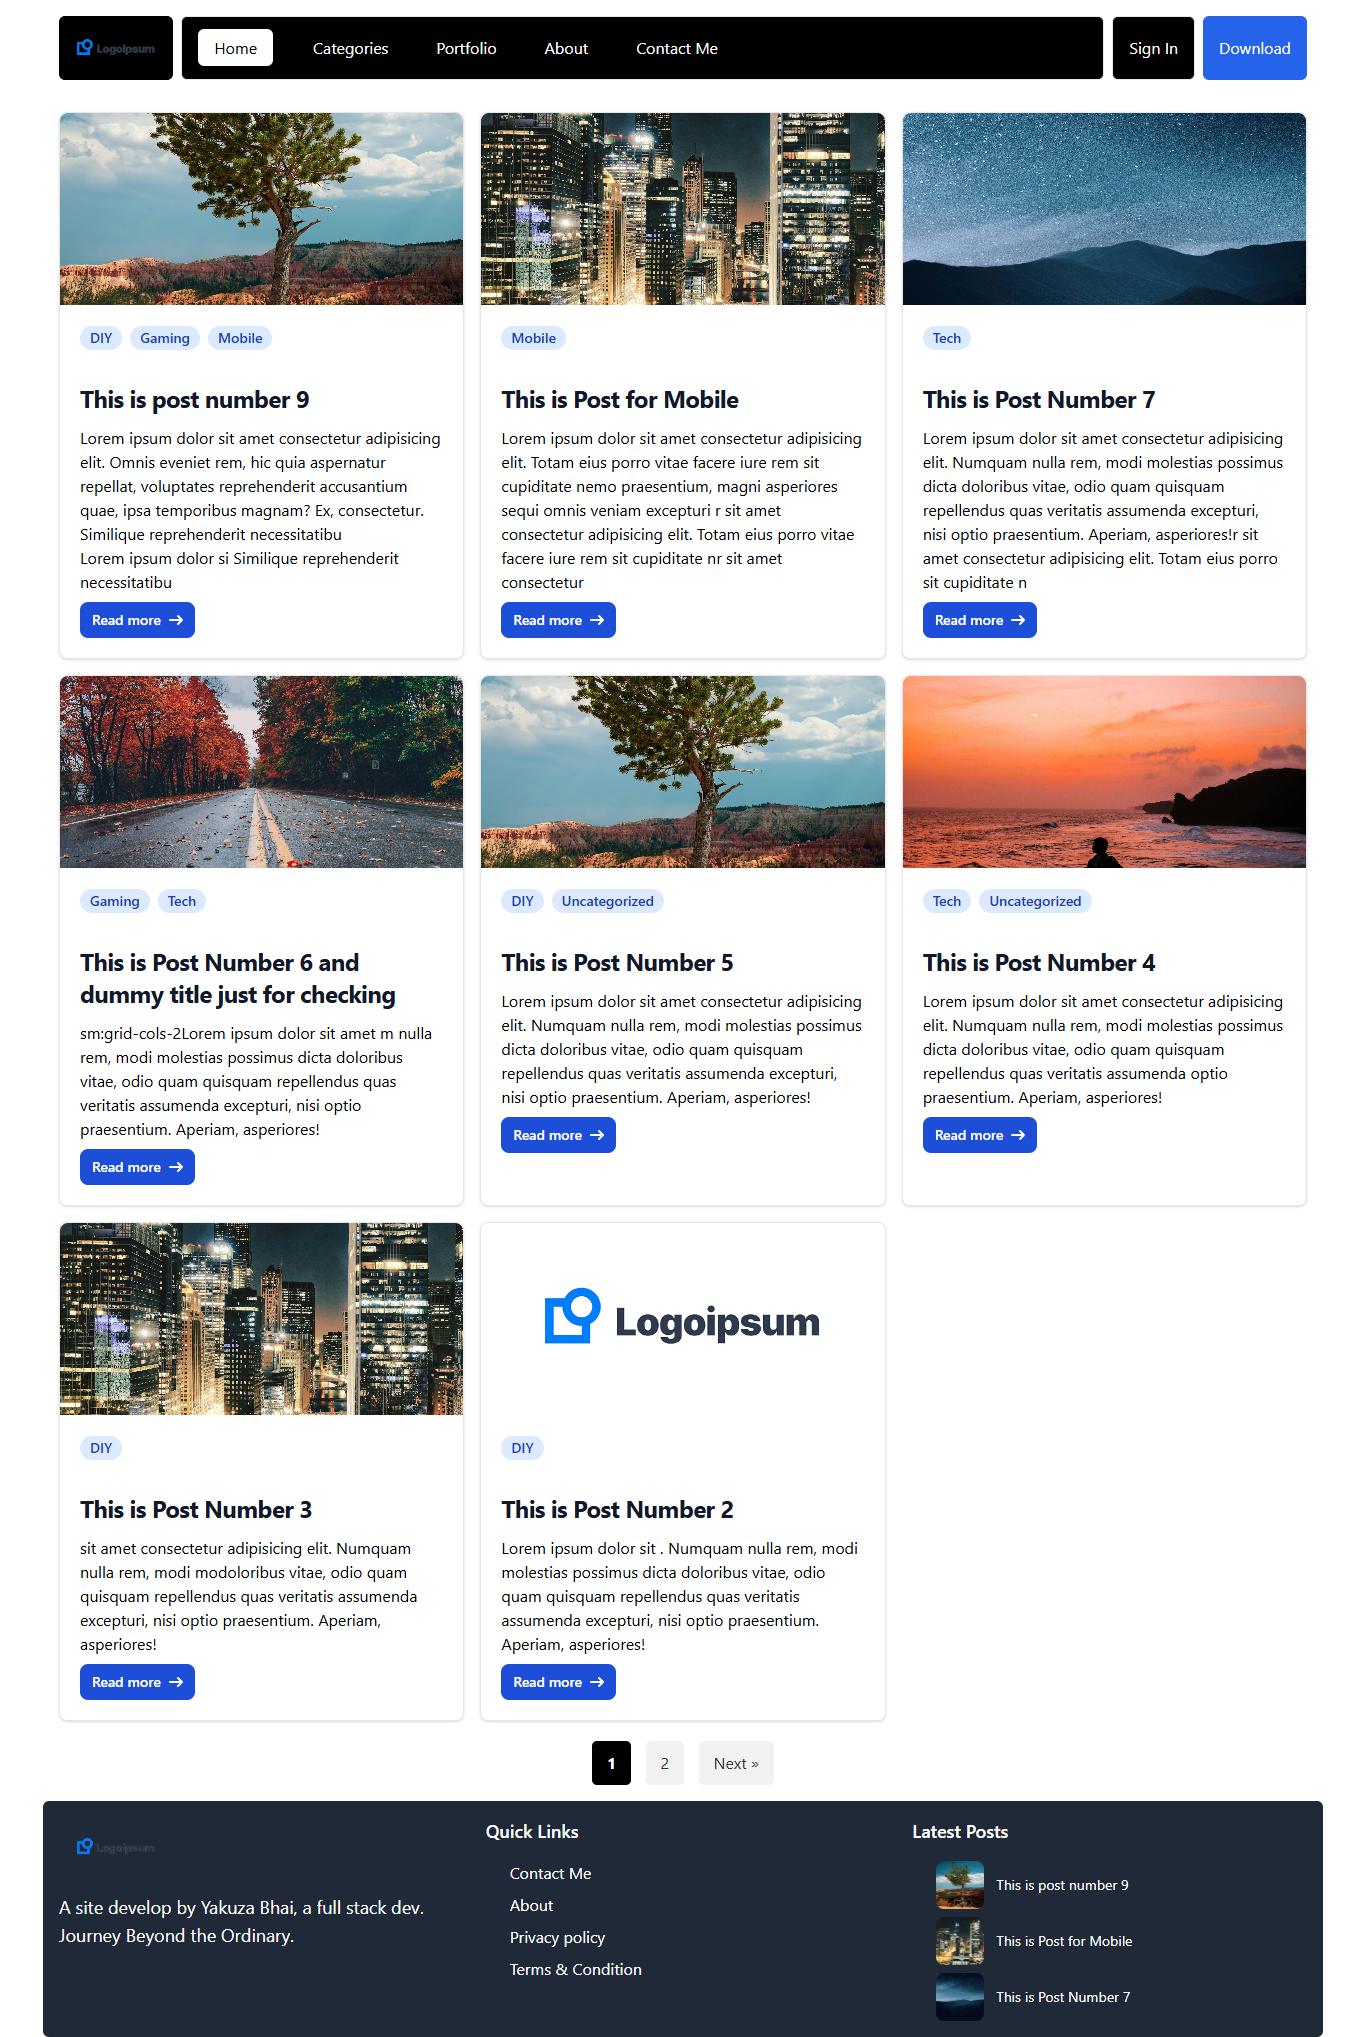 Logoipsum
Home
Categories
Portfolio
About
Contact Me
Sign In
Download
DIY
Gaming
Mobile
This is post number 9
Lorem ipsum dolor sit amet consectetur adipisicing
elit. Omnis eveniet rem, hic quia aspernatur
repellat, voluptates reprehenderit accusantium
quae, ipsa temporibus magnam? Ex, consectetur.
Similique reprehenderit necessitatibu
Lorem ipsum dolor si Similique reprehenderit
necessitatibu
Read more →
Mobile
This is Post for Mobile
Lorem ipsum dolor sit amet consectetur adipisicing
elit. Totam eius porro vitae facere iure rem sit
cupiditate nemo praesentium, magni asperiores
sequi omnis veniam excepturi r sit amet
consectetur adipisicing elit. Totam eius porro vitae
facere iure rem sit cupiditate nr sit amet
consectetur
Read more →
Tech
This is Post Number 7
Lorem ipsum dolor sit amet consectetur adipisicing
elit. Numquam nulla rem, modi molestias possimus
dicta doloribus vitae, odio quam quisquam
repellendus quas veritatis assumenda excepturi,
nisi optio praesentium. Aperiam, asperiores!r sit
amet consectetur adipisicing elit. Totam eius porro
sit cupiditate n
Read more →
Gaming
Tech
This is Post Number 6 and
dummy title just for checking
sm:grid-cols-2Lorem ipsum dolor sit amet m nulla
rem, modi molestias possimus dicta doloribus
vitae, odio quam quisquam repellendus quas
veritatis assumenda excepturi, nisi optio
praesentium. Aperiam, asperiores!
Read more →
DIY
Uncategorized
This is Post Number 5
Lorem ipsum dolor sit amet consectetur adipisicing
elit. Numquam nulla rem, modi molestias possimus
dicta doloribus vitae, odio quam quisquam
repellendus quas veritatis assumenda excepturi,
nisi optio praesentium. Aperiam, asperiores!
Read more →
Tech
Uncategorized
This is Post Number 4
Lorem ipsum dolor sit amet consectetur adipisicing
elit. Numquam nulla rem, modi molestias possimus
dicta doloribus vitae, odio quam quisquam
repellendus quas veritatis assumenda optio
praesentium. Aperiam, asperiores!
Read more →
DIY
This is Post Number 3
sit amet consectetur adipisicing elit. Numquam
nulla rem, modi modoloribus vitae, odio quam
quisquam repellendus quas veritatis assumenda
excepturi, nisi optio praesentium. Aperiam,
asperiores!
Read more →
Logoipsum
DIY
This is Post Number 2
Lorem ipsum dolor sit . Numquam nulla rem, modi
molestias possimus dicta doloribus vitae, odio
quam quisquam repellendus quas veritatis
assumenda excepturi, nisi optio praesentium.
Aperiam, asperiores!
Read more →
1
2
Next »
Logoipsum
A site develop by Yakuza Bhai, a full stack dev.
Journey Beyond the Ordinary.
Quick Links
Contact Me
About
Privacy policy
Terms & Condition
Latest Posts
This is post number 9
This is Post for Mobile
This is Post Number 7